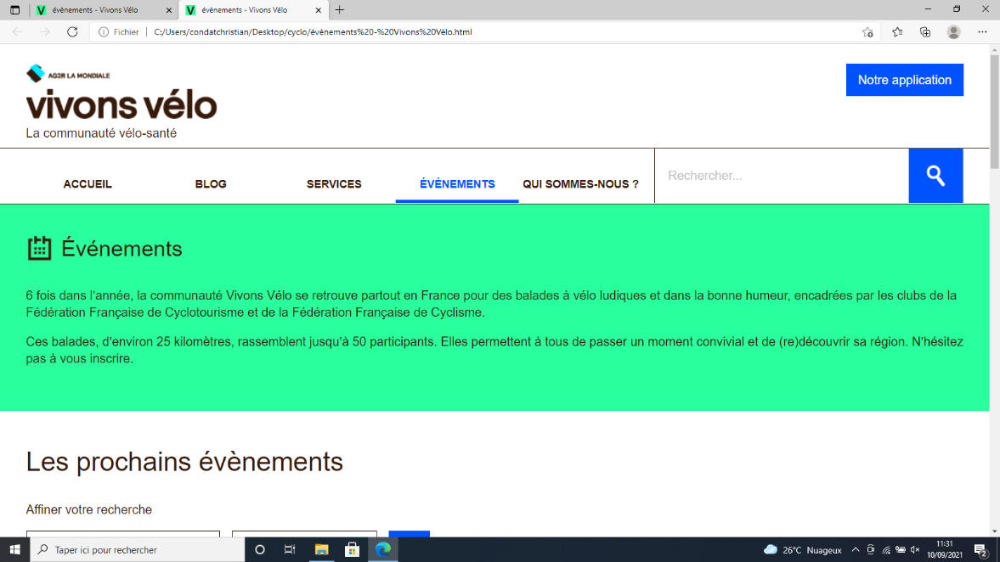 évènements - Vivons Vélo
évènements - Vivons Vélo
Fichier
C:/Users/condatchristian/Desktop/cyclo/évènements%20-%20Vivons%20Vélo.html
AG2R LA MONDIALE
vivons vélo
La communauté vélo-santé
Notre application
ACCUEIL BLOG SERVICES ÉVÉNEMENTS QUI SOMMES-NOUS ?
Rechercher...
Événements
6 fois dans l'année, la communauté Vivons Vélo se retrouve partout en France pour des balades à vélo ludiques et dans la bonne humeur, encadrées par les clubs de la
Fédération Française de Cyclotourisme et de la Fédération Française de Cyclisme.
Ces balades, d'environ 25 kilomètres, rassemblent jusqu'à 50 participants. Elles permettent à tous de passer un moment convivial et de (re)découvrir sa région. N'hésitez
pas à vous inscrire.
Les prochains évènements
Affiner votre recherche
Taper ici pour rechercher
26°C Nuageux
11:31
10/09/2021
2